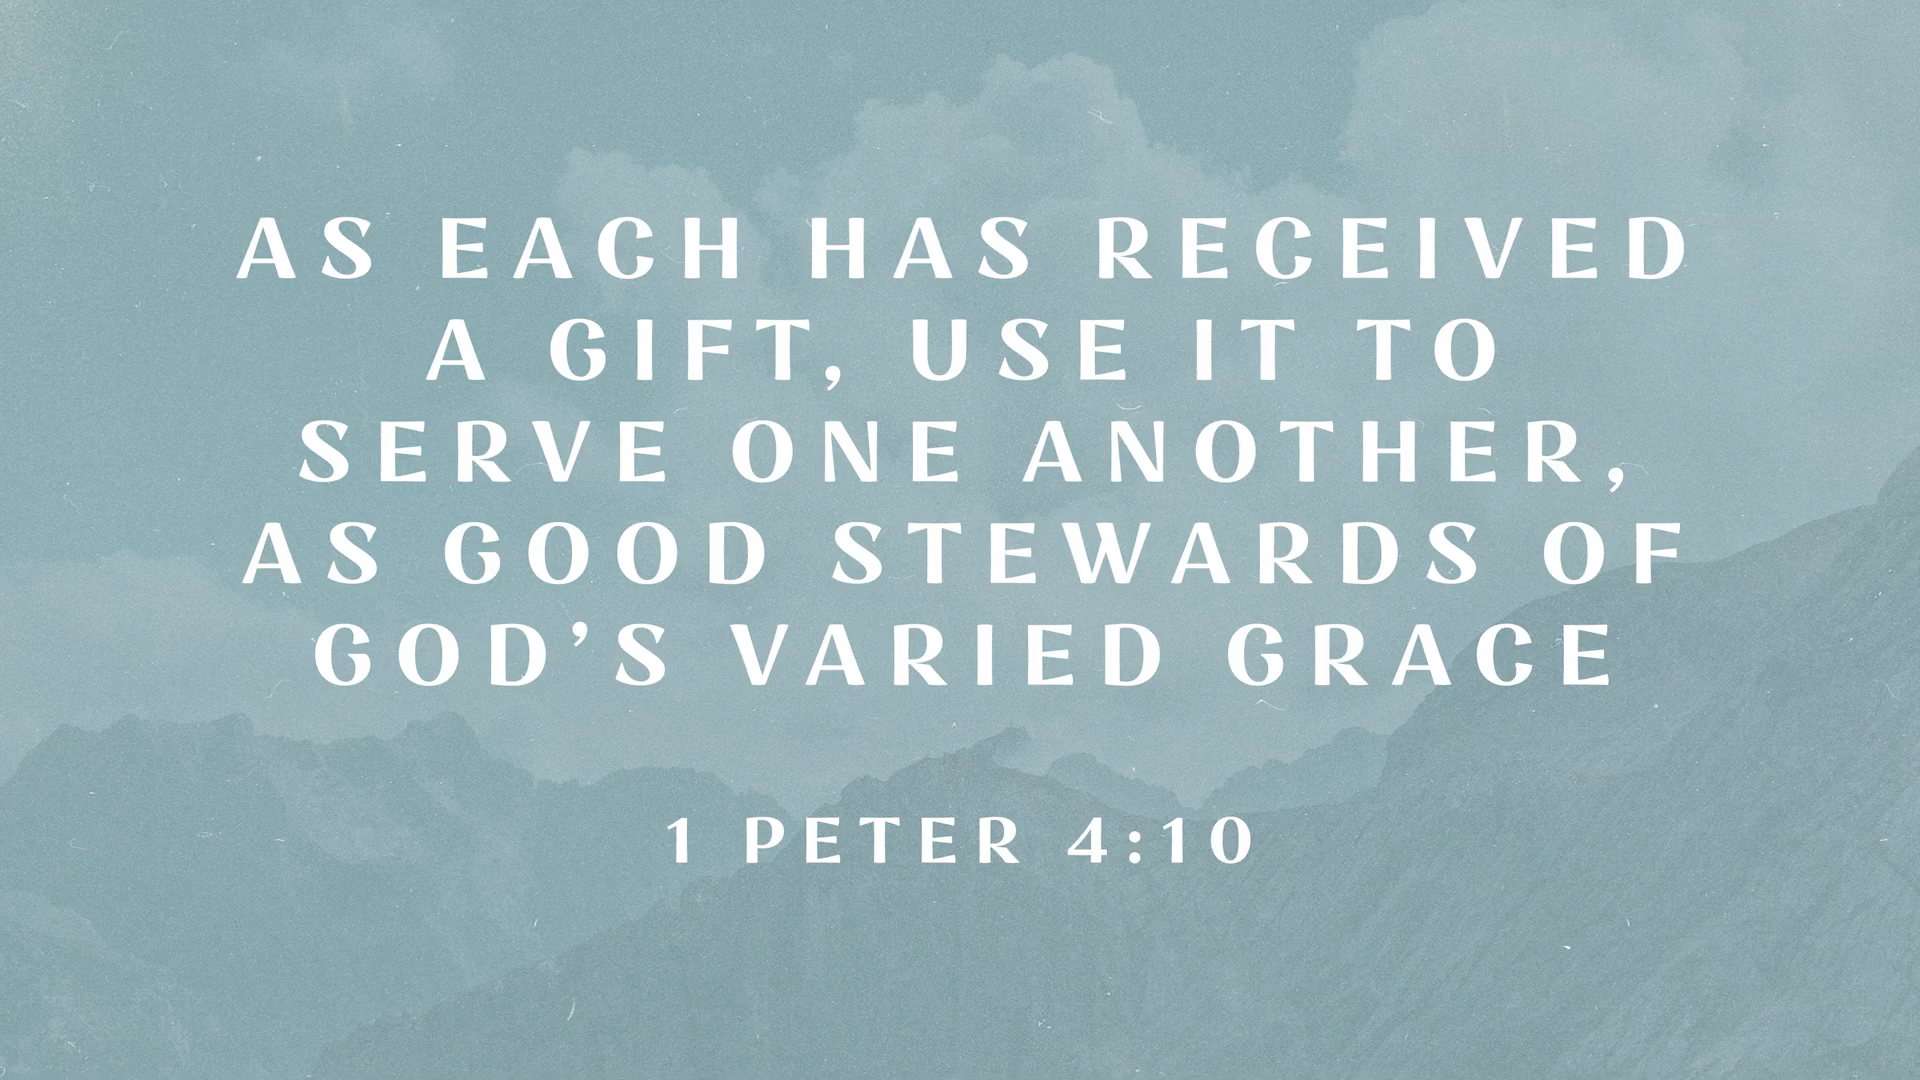 AS EACH HAS RECEIVED
A GIFT, USE IT TO
SERVE ONE ANOTHER,
AS GOOD STEWARDS OF
GOD’S VARIED GRACE
1 PETER 4:10